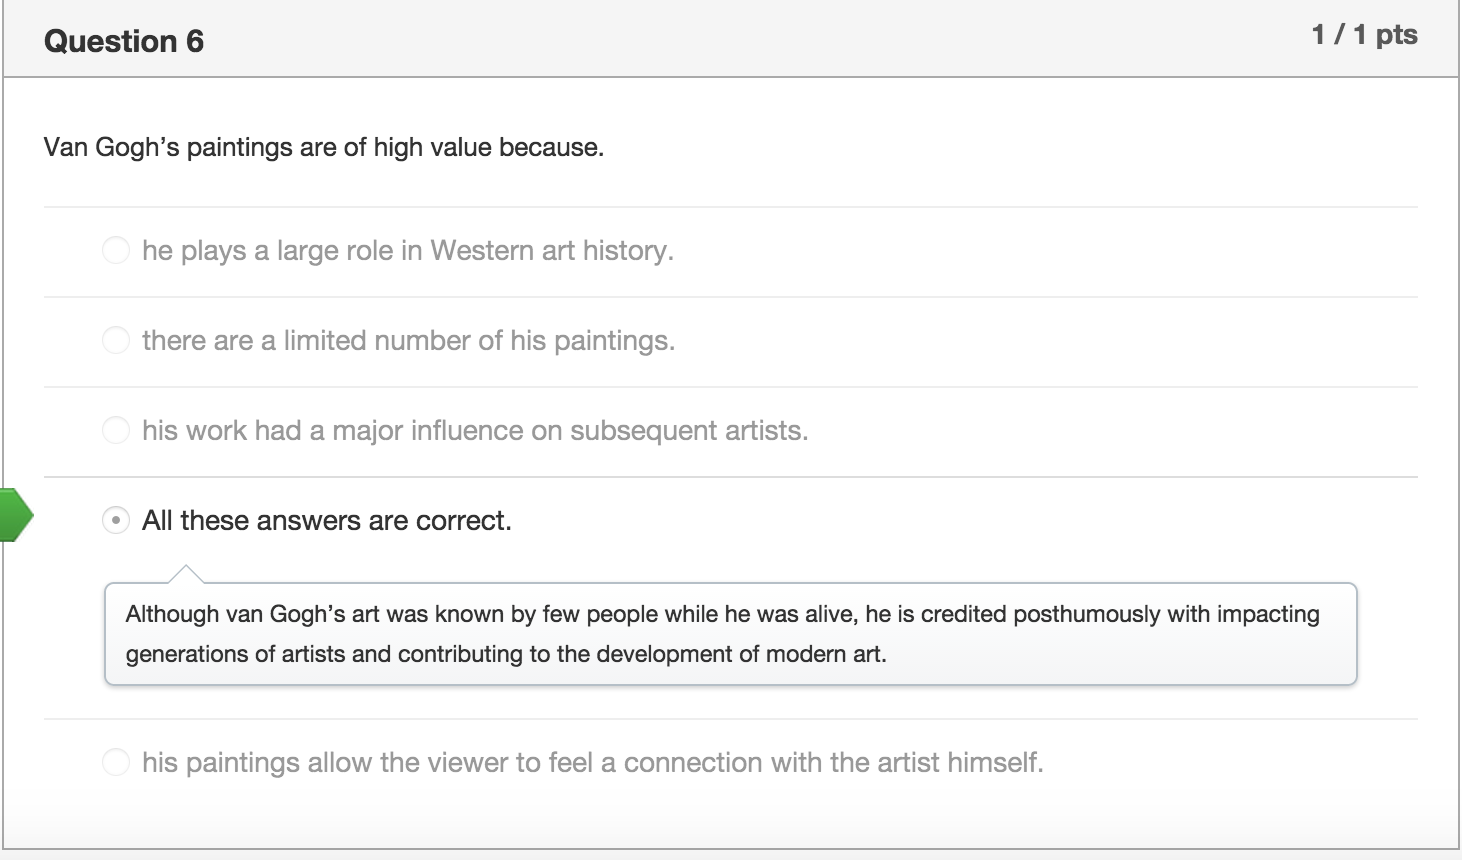 Question 6
1 / 1 pts
Van Gogh’s paintings are of high value because.
he plays a large role in Western art history.
there are a limited number of his paintings.
his work had a major influence on subsequent artists.
All these answers are correct.
Although van Gogh’s art was known by few people while he was alive, he is credited posthumously with impacting
generations of artists and contributing to the development of modern art.
his paintings allow the viewer to feel a connection with the artist himself.